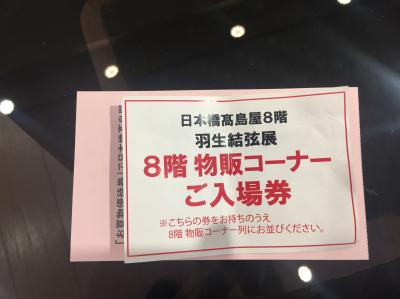 日本橋髙島屋8階
羽生結弦展
8階 物販コーナー
ご入場券
※こちらの券をお持ちのうえ
8階 物販コーナー列にお並びください。